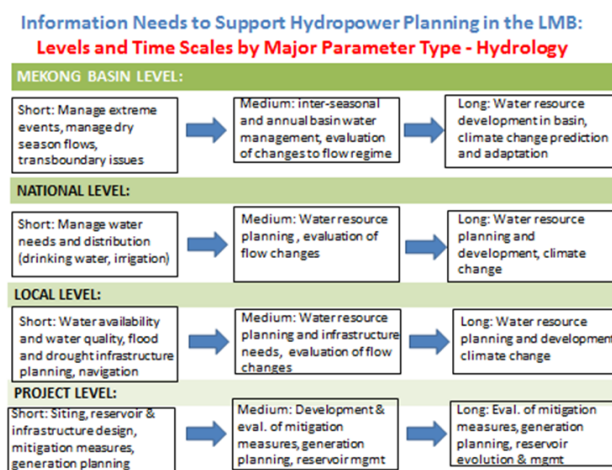 Information Needs to Support Hydropower Planning in the LMB:
Levels and Time Scales by Major Parameter Type - Hydrology
MEKONG BASIN LEVEL:
Short: Manage extreme
events, manage dry
season flows,
transboundary issues
Medium: inter-seasonal
and annual basin water
management, evaluation
of changes to flow regime
Long: Water resource
development in basin,
climate change prediction
and adaptation
NATIONAL LEVEL:
Short: Manage water
needs and distribution
(drinking water, irrigation)
Medium: Water resource
planning , evaluation of
flow changes
Long: Water resource
planning and
development, climate
change
LOCAL LEVEL:
Short: Water availability
and water quality, flood
and drought infrastructure
planning, navigation
Medium: Water resource
planning and infrastructure
needs, evaluation of flow
changes
Long: Water resource
planning and development
climate change
PROJECT LEVEL:
Short: Siting, reservoir &
infrastructure design,
mitigation measures,
generation planning
Medium: Development &
eval. of mitigation
measures, generation
planning, reservoir mgmt
Long: Eval. of mitigation
measures, generation
planning, reservoir
evolution & mgmt